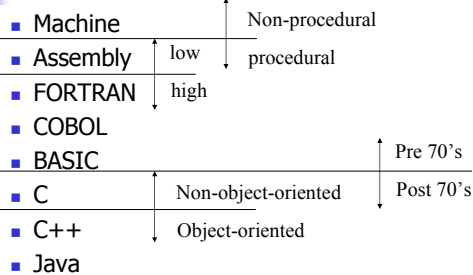 Machine
Non-procedural
Assembly
low
procedural
FORTRAN
high
COBOL
BASIC
Pre 70's
C
Non-object-oriented
Post 70's
C++
Object-oriented
Java